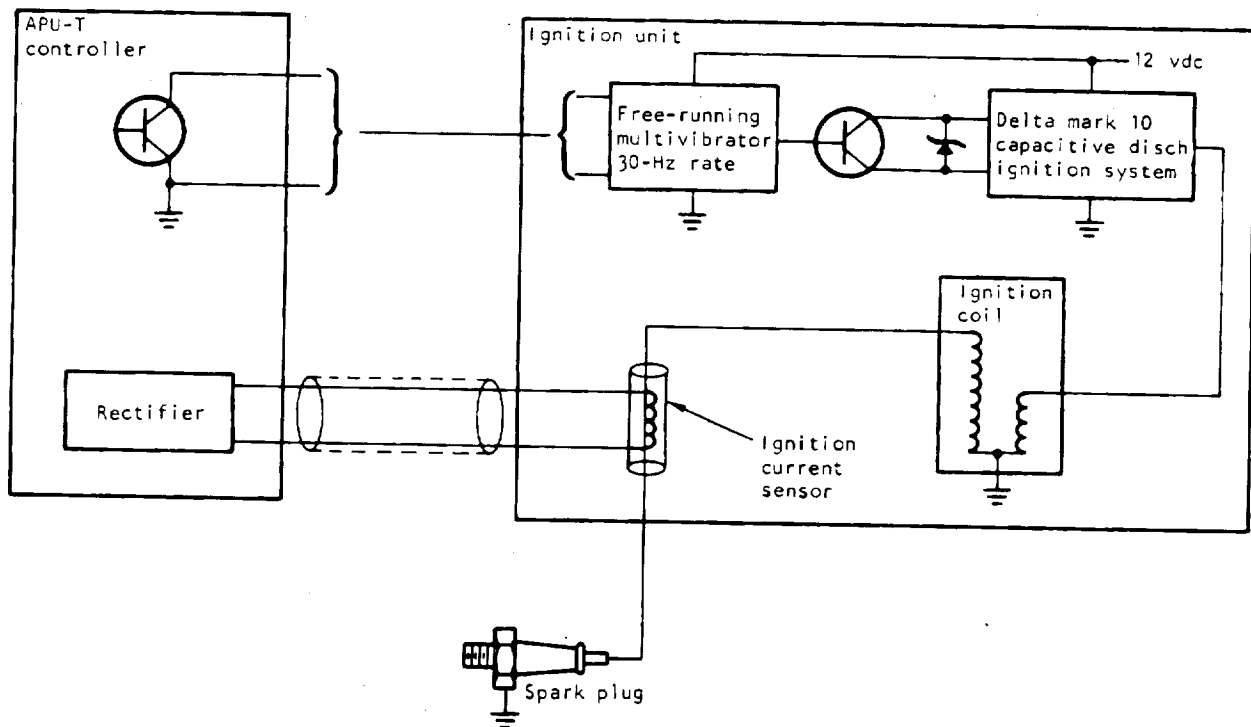 APU-T
controller
Ignition unit
12 vdc
Free-running
multivibrator
30-Hz rate
Delta mark 10
capacitive disch
ignition system
Ignition
coil
Rectifier
Ignition
current
sensor
Spark plug